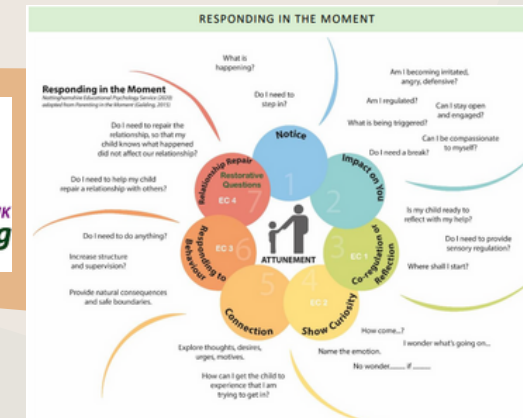 RESPONDING IN THE MOMENT
Responding in the Moment
Nottinghamshire Educational Psychology Service (2020)
adapted from Parenting in the Moment (Golding, 2015)
What is
happening?
Do I need to
step in?
Am I becoming irritated,
angry, defensive?
Am I regulated?
Can I stay open
and engaged?
What is being triggered?
Can I be compassionate
to myself?
Do I need a break?
Do I need to repair the
relationship, so that my
child knows what happened
did not affect our relationship?
Do I need to help my child
repair a relationship with others?
Notice
1
Impact on You
2
Is my child ready to
reflect with my help?
Do I need to provide
sensory regulation?
Where shall I start?
Co-regulation or
Reflection
EC 1
3
Relationship Repair
Restorative
Questions
EC 4
7
ATTUNEMENT
Do I need to do anything?
Increase structure
and supervision?
Provide natural consequences
and safe boundaries.
Responding to
Behaviour
EC 3
6
Connection
5
Show Curiosity
EC 2
4
How come...?
I wonder what's going on...
Name the emotion.
No wonder....... if .......
Explore thoughts, desires,
urges, motives.
How can I get the child to
experience that I am
trying to get in?